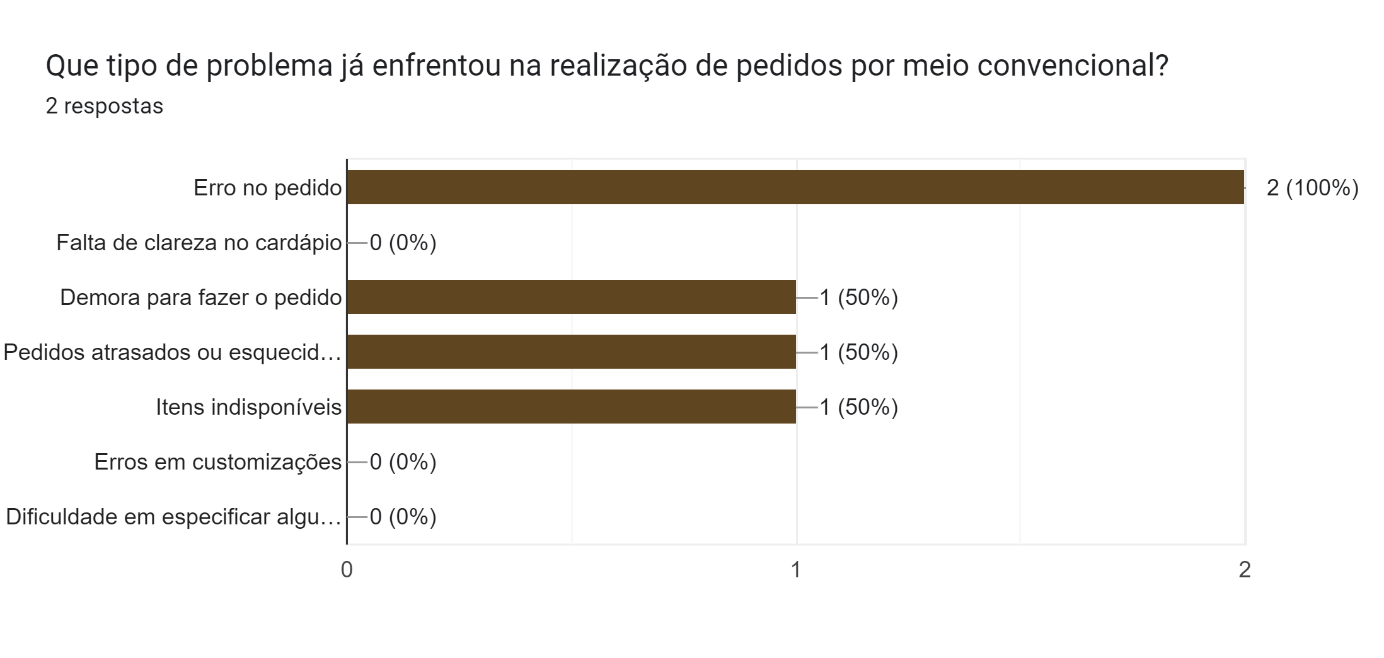 Que tipo de problema já enfrentou na realização de pedidos por meio convencional?
2 respostas
Erro no pedido
2 (100%)
Falta de clareza no cardápio
0 (0%)
Demora para fazer o pedido
1 (50%)
Pedidos atrasados ou esquecid…
1 (50%)
Itens indisponíveis
1 (50%)
Erros em customizações
0 (0%)
Dificuldade em especificar algu…
0 (0%)
0 1 2